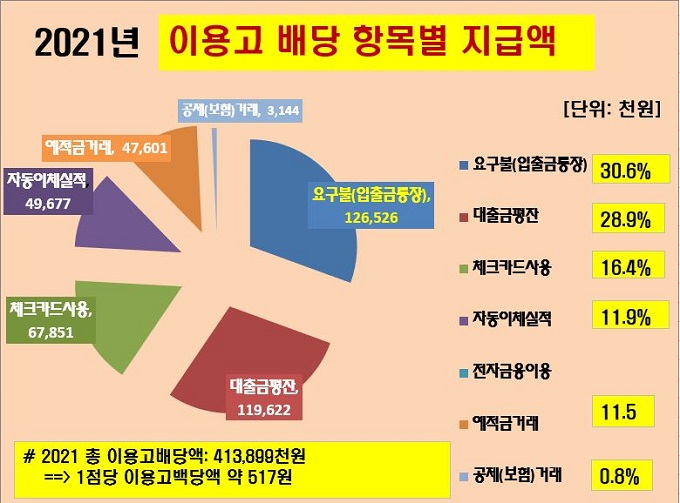 2021년 이용고 배당 항목별 지급액
[단위: 천원]
공제(보험)거래, 3,144
예적금거래, 47,601
자동이체실적,
49,677
요구불(입출금통장),
126,526
체크카드사용,
67,851
대출금평잔,
119,622
요구불(입출금통장) 30.6%
대출금평잔 28.9%
체크카드사용 16.4%
자동이체실적 11.9%
전자금융이용
예적금거래 11.5
공제(보험)거래 0.8%
# 2021 총 이용고배당액: 413,899천원
==> 1점당 이용고백당액 약 517원